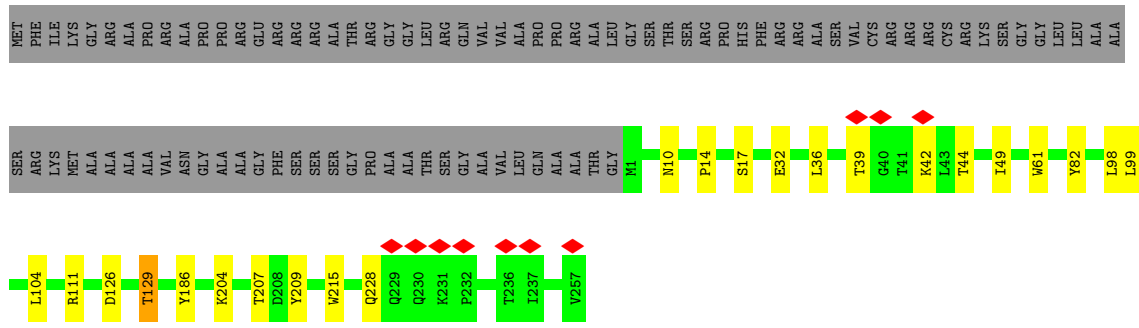 MET PHE ILE LYS GLY ARG ALA PRO ARG ALA PRO PRO ARG GLU ARG ARG ARG ALA THR ARG GLY GLY LEU ARG GLN VAL VAL ALA PRO PRO ARG ALA LEU GLY SER THR SER ARG PRO HIS PHE ARG ARG ALA SER VAL CYS ARG ARG ARG CYS ARG LYS SER GLY GLY LEU LEU ALA ALA
SER ARG LYS MET ALA ALA ALA ALA VAL ASN GLY ALA ALA GLY PHE SER SER SER GLY PRO ALA ALA THR SER GLY ALA VAL LEU GLN ALA ALA THR GLY M1 N10 P14 S17 E32 L36 T39 G40 T41 K42 L43 T44 I49 W61 Y82 L98 L99
L104 R111 D126 T129 Y186 K204 T207 D208 Y209 W215 Q228 Q229 Q230 K231 P232 T236 I237 V257